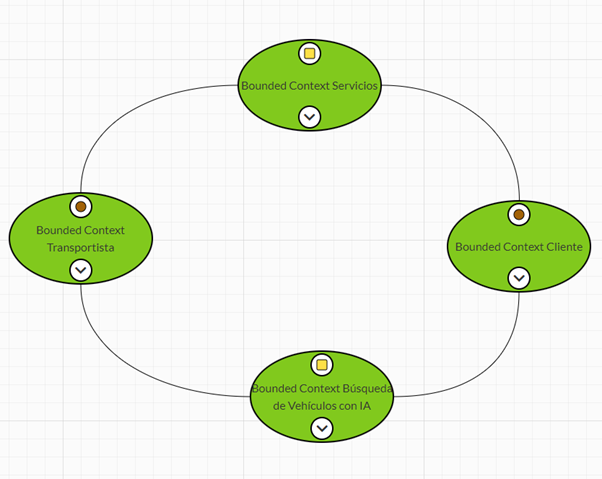 Bounded Context Servicios
Bounded Context
Transportista
Bounded Context Cliente
Bounded Context Búsqueda
de Vehículos con IA